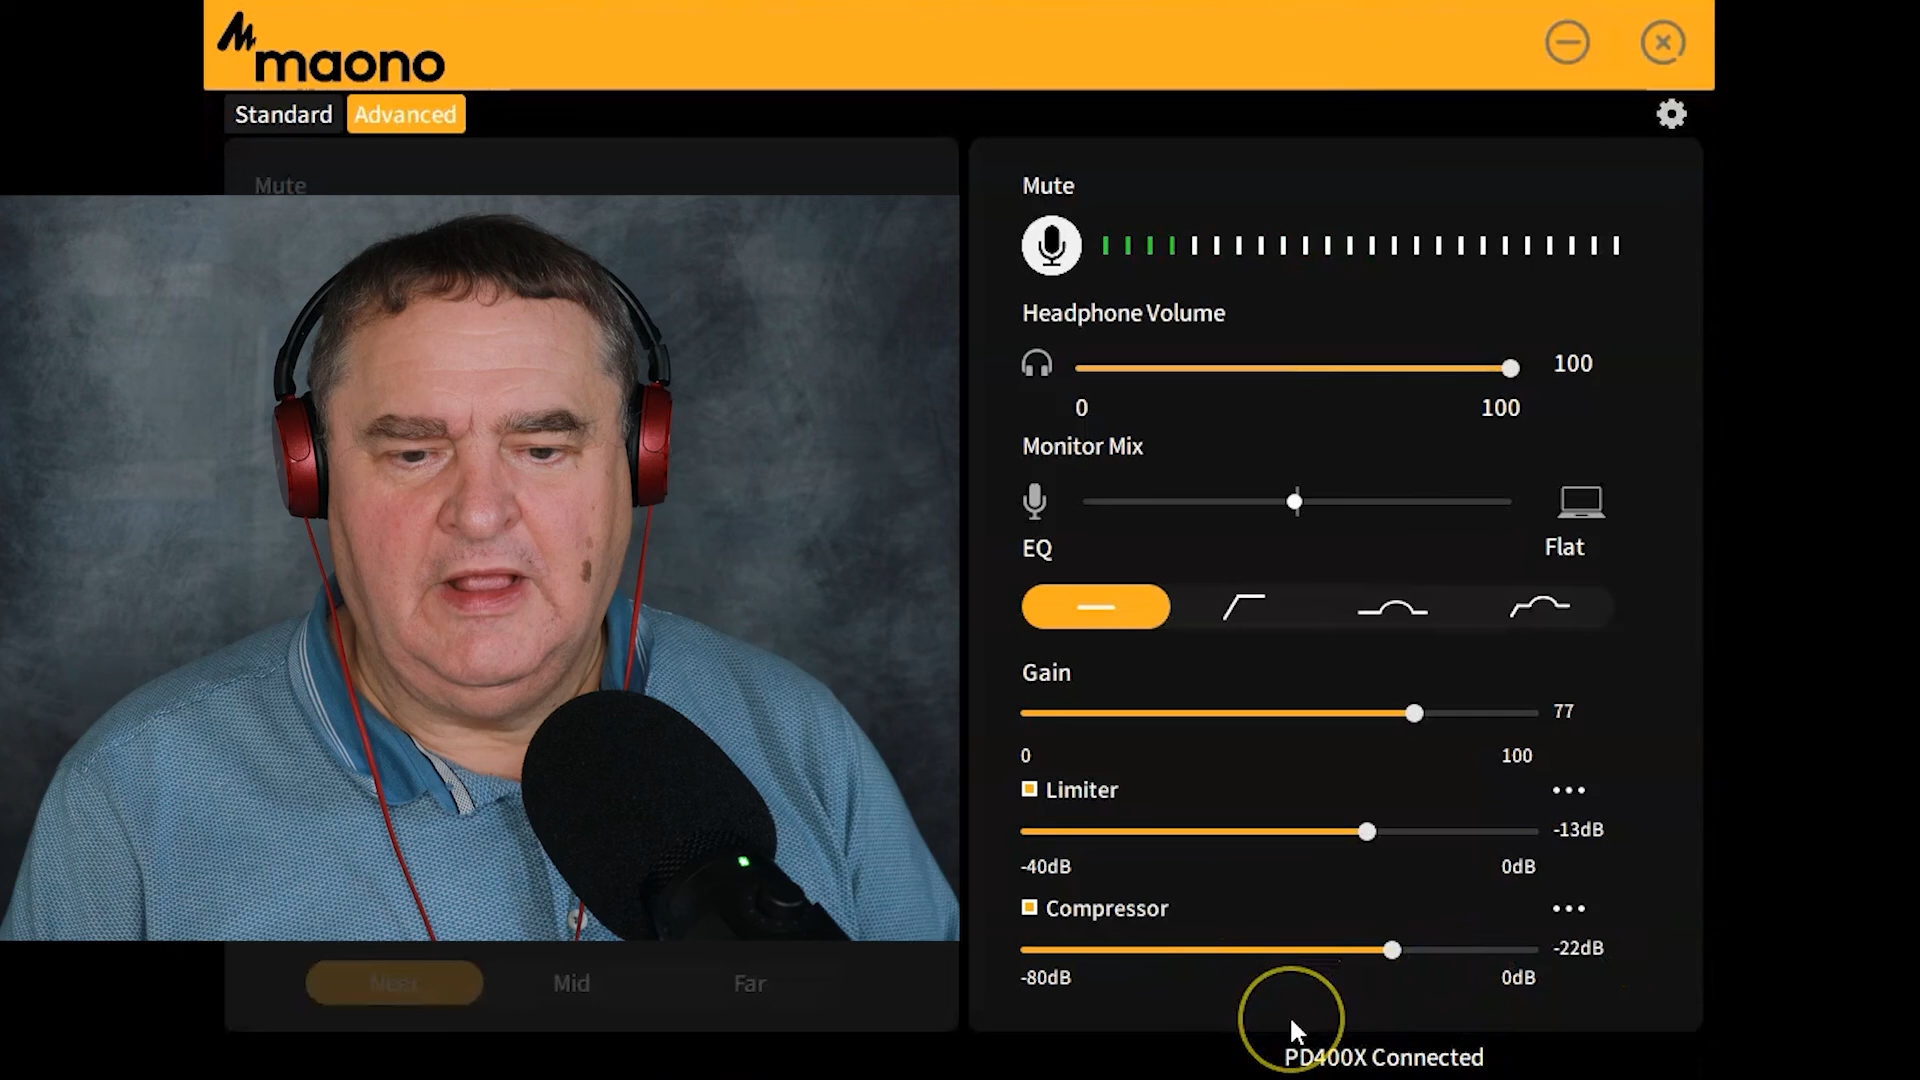 maono
Standard Advanced
Mute
Mute
Headphone Volume
100
0 100
Monitor Mix
EQ Flat
Gain
77
0 100
Limiter
-13dB
-40dB 0dB
Compressor
-22dB
-80dB 0dB
Near Mid Far
PD400X Connected